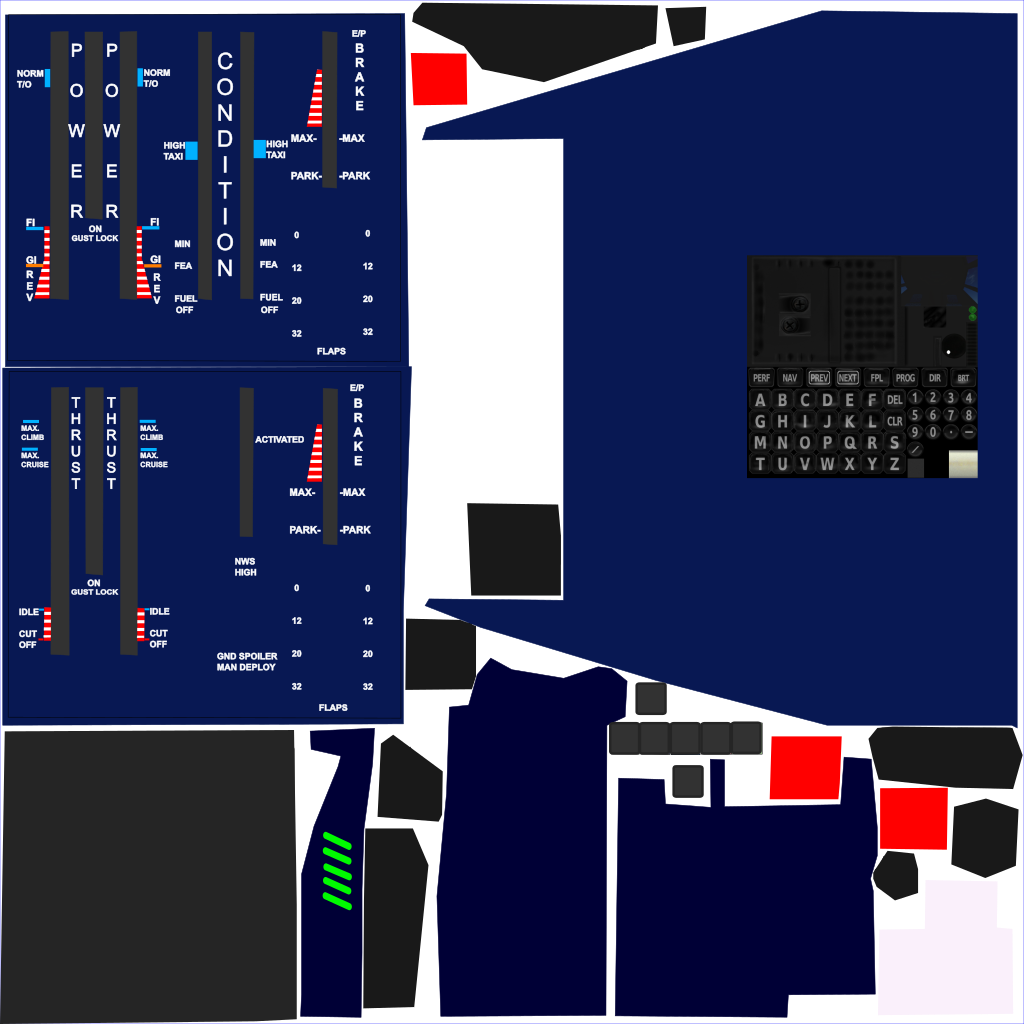 POWER
POWER
NORM
T/O
NORM
T/O
CONDITION
E/P
BRAKE
HIGH
TAXI
HIGH
TAXI
MAX-
-MAX
PARK-
-PARK
FI
FI
ON
GUST LOCK
GI
GI
REV
REV
MIN
MIN
FEA
FEA
FUEL
OFF
FUEL
OFF
0
0
12
12
20
20
32
32
FLAPS
THRUST
THRUST
MAX.
CLIMB
MAX.
CLIMB
MAX.
CRUISE
MAX.
CRUISE
E/P
BRAKE
ACTIVATED
MAX-
-MAX
PARK-
-PARK
NWS
HIGH
ON
GUST LOCK
IDLE
IDLE
CUT
OFF
CUT
OFF
GND SPOILER
MAN DEPLOY
0
0
12
12
20
20
32
32
FLAPS
PERF NAV PREV NEXT FPL PROG DIR BRT
A B C D E F DEL 1 2 3 4
G H I J K L CLR 5 6 7 8
M N O P Q R S 9 0 • –
T U V W X Y Z /